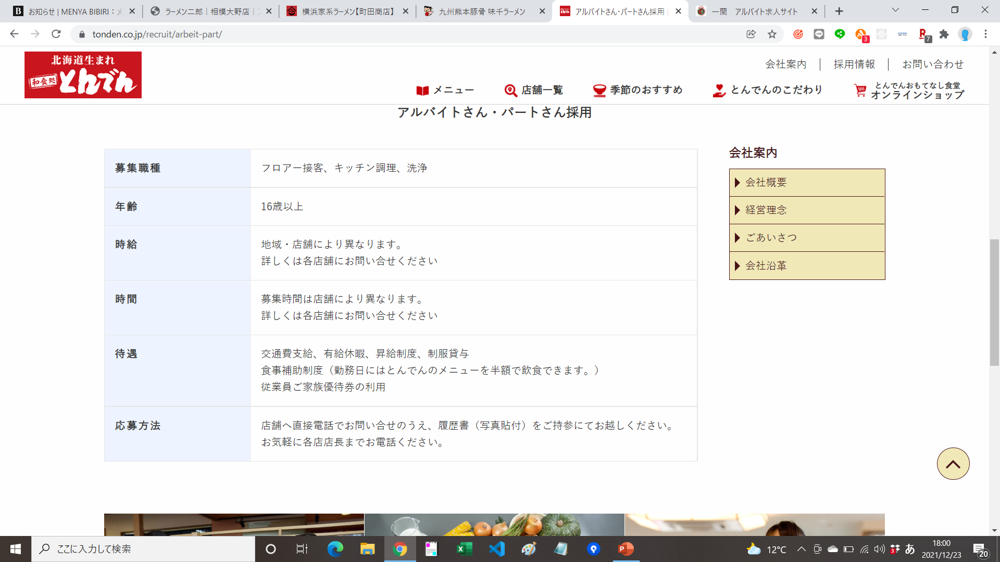 お知らせ | MENYA BIBIRI：メ
ラーメン二郎｜相模大野店｜
横浜家系ラーメン【町田商店】
九州熊本豚骨 味千ラーメン
アルバイトさん・パートさん採用
一蘭　アルバイト求人サイト
tonden.co.jp/recruit/arbeit-part/
北海道生まれ
和食処
とんでん
会社案内
採用情報
お問い合わせ
メニュー
店舗一覧
季節のおすすめ
とんでんのこだわり
とんでんおもてなし食堂
オンラインショップ
アルバイトさん・パートさん採用
募集職種
フロアー接客、キッチン調理、洗浄
年齢
16歳以上
時給
地域・店舗により異なります。
詳しくは各店舗にお問い合せください
時間
募集時間は店舗により異なります。
詳しくは各店舗にお問い合せください
待遇
交通費支給、有給休暇、昇給制度、制服貸与
食事補助制度（勤務日にはとんでんのメニューを半額で飲食できます。）
従業員ご家族優待券の利用
応募方法
店舗へ直接電話でお問い合せのうえ、履歴書（写真貼付）をご持参にてお越しください。
お気軽に各店店長までお電話ください。
会社案内
会社概要
経営理念
ごあいさつ
会社沿革
ここに入力して検索
12°C
あ
18:00
2021/12/23
20